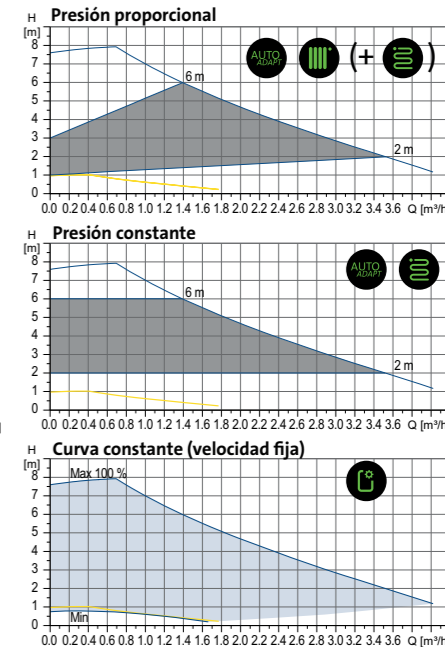 Presión proporcional
H
[m]
AUTO
ADAPT
( + )
8
7
6
5
4
3
2
1
0
6 m
2 m
0.0 0.2 0.4 0.6 0.8 1.0 1.2 1.4 1.6 1.8 2.0 2.2 2.4 2.6 2.8 3.0 3.2 3.4 3.6 Q [m³/h
Presión constante
H
[m]
AUTO
ADAPT
8
7
6
5
4
3
2
1
0
6 m
2 m
0.0 0.2 0.4 0.6 0.8 1.0 1.2 1.4 1.6 1.8 2.0 2.2 2.4 2.6 2.8 3.0 3.2 3.4 3.6 Q [m³/h
Curva constante (velocidad fija)
H
[m]
Max 100 %
8
7
6
5
4
3
2
1
0
Min
0.0 0.2 0.4 0.6 0.8 1.0 1.2 1.4 1.6 1.8 2.0 2.2 2.4 2.6 2.8 3.0 3.2 3.4 3.6 Q [m³/h